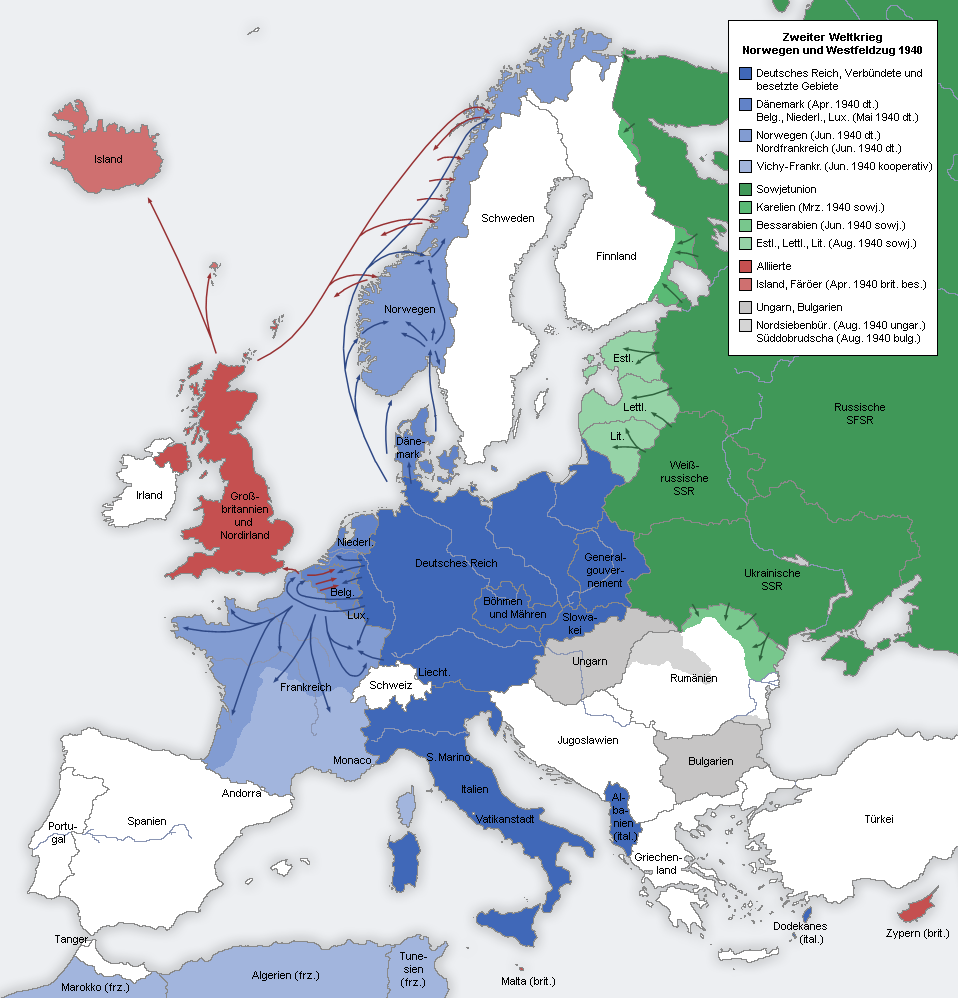 Zweiter Weltkrieg
Norwegen und Westfeldzug 1940
Deutsches Reich, Verbündete und
besetzte Gebiete
Dänemark (Apr. 1940 dt.)
Belg., Niederl., Lux. (Mai 1940 dt.)
Norwegen (Jun. 1940 dt.)
Nordfrankreich (Jun. 1940 dt.)
Vichy-Frankr. (Jun. 1940 kooperativ)
Sowjetunion
Karelien (Mrz. 1940 sowj.)
Bessarabien (Jun. 1940 sowj.)
Estl., Lettl., Lit. (Aug. 1940 sowj.)
Alliierte
Island, Färöer (Apr. 1940 brit. bes.)
Ungarn, Bulgarien
Nordsiebenbür. (Aug. 1940 ungar.)
Süddobrudscha (Aug. 1940 bulg.)
Island
Schweden
Finnland
Norwegen
Estl.
Lettl.
Lit.
Russische
SFSR
Däne-
mark
Weiß-
russische
SSR
Irland
Groß-
britannien
und
Nordirland
Niederl.
Belg.
Lux.
Deutsches Reich
General-
gouver-
nement
Ukrainische
SSR
Böhmen
und Mähren
Slowa-
kei
Liecht.
Schweiz
Ungarn
Rumänien
Frankreich
Monaco
S. Marino
Jugoslawien
Bulgarien
Andorra
Italien
Vatikanstadt
Al-
ba-
nien
(ital.)
Portu-
gal
Spanien
Türkei
Griechen-
land
Dodekanes
(ital.)
Zypern (brit.)
Tanger
Marokko (frz.)
Algerien (frz.)
Tune-
sien
(frz.)
Malta (brit.)